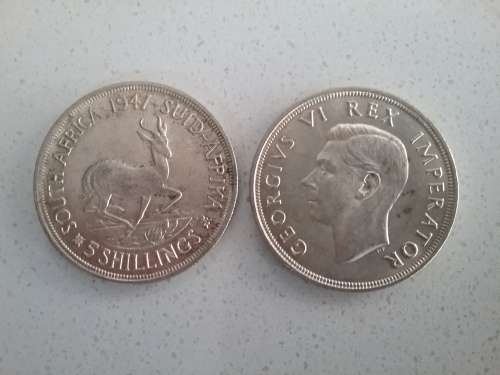 SOUTH AFRICA 1947 SUID-AFRIKA
5 SHILLINGS
GEORGIVS VI REX IMPERATOR